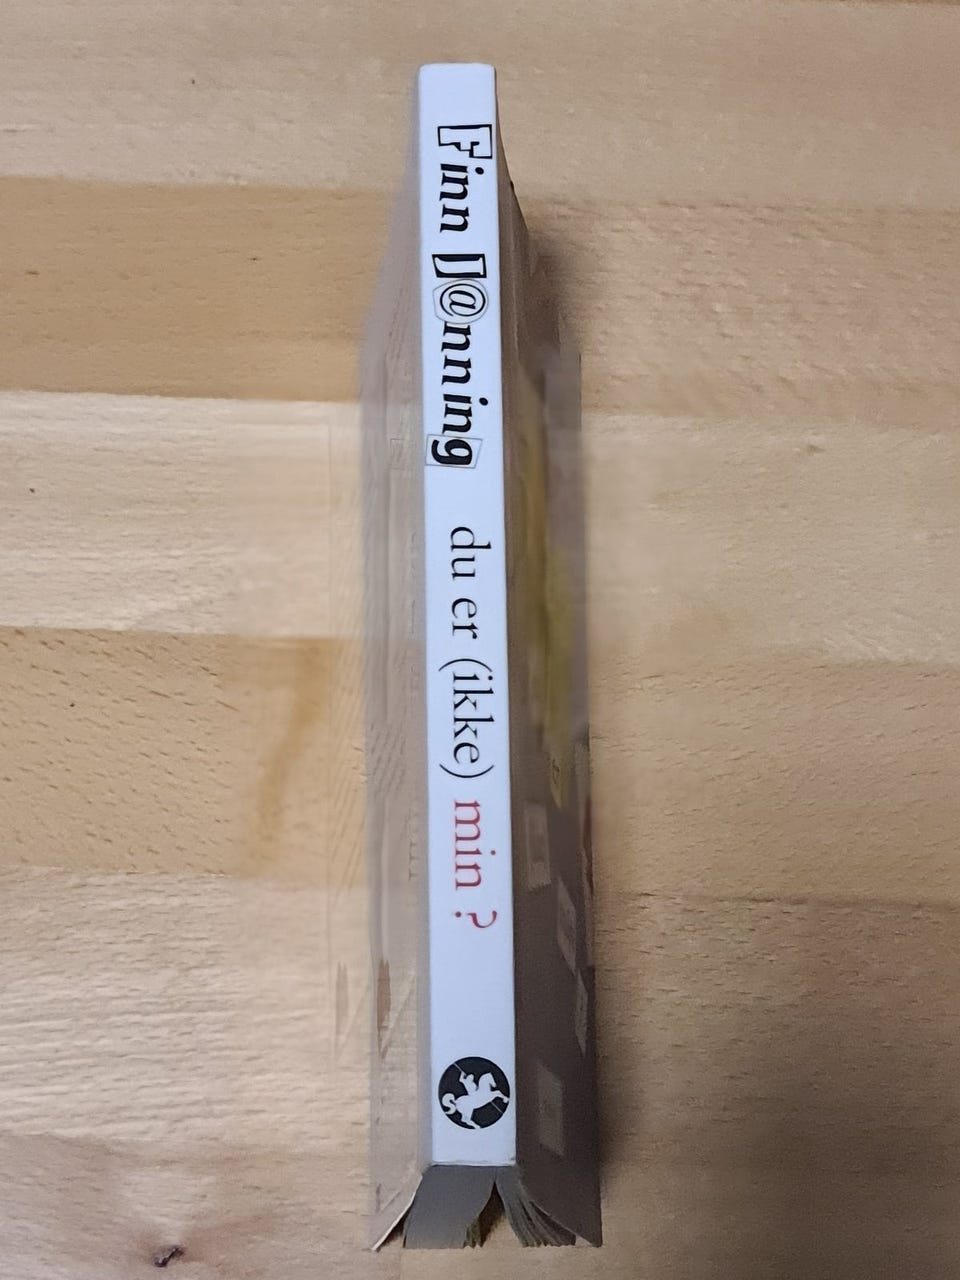 Finn J@nning du er (ikke) min ?